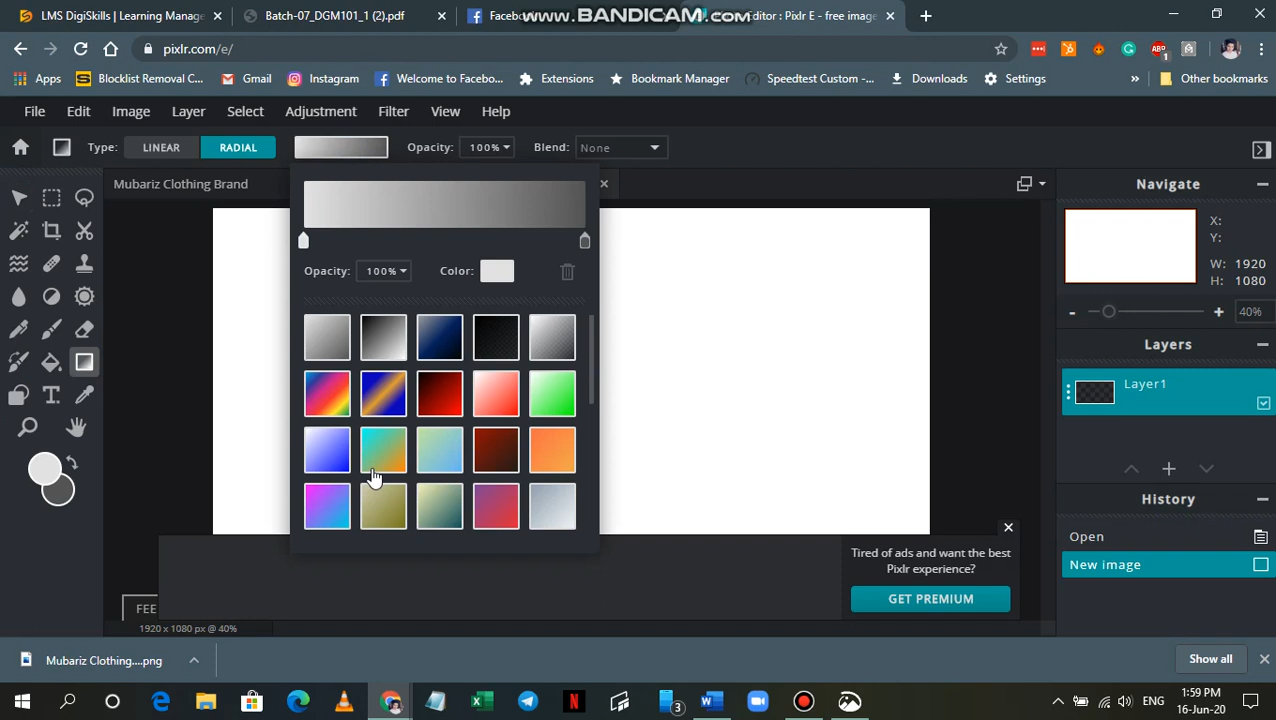 LMS DigiSkills | Learning Manage
Batch-07_DGM101_1 (2).pdf
Facebo
www.BANDICAM.com
Editor : Pixlr E - free image
pixlr.com/e/
1
Apps
Blocklist Removal C...
Gmail
Instagram
Welcome to Facebo...
Extensions
Bookmark Manager
Speedtest Custom -...
Downloads
Settings
»
Other bookmarks
File Edit Image Layer Select Adjustment Filter View Help
Type: LINEAR RADIAL Opacity: 100% Blend: None
Mubariz Clothing Brand
Navigate
X:
Y:
W: 1920
H: 1080
- + 40%
Opacity: 100% Color:
Layers
Layer1
History
Open
New image
Tired of ads and want the best
Pixlr experience?
GET PREMIUM
FEE
1920 x 1080 px @ 40%
Mubariz Clothing....png
Show all
3
ENG
1:59 PM
16-Jun-20